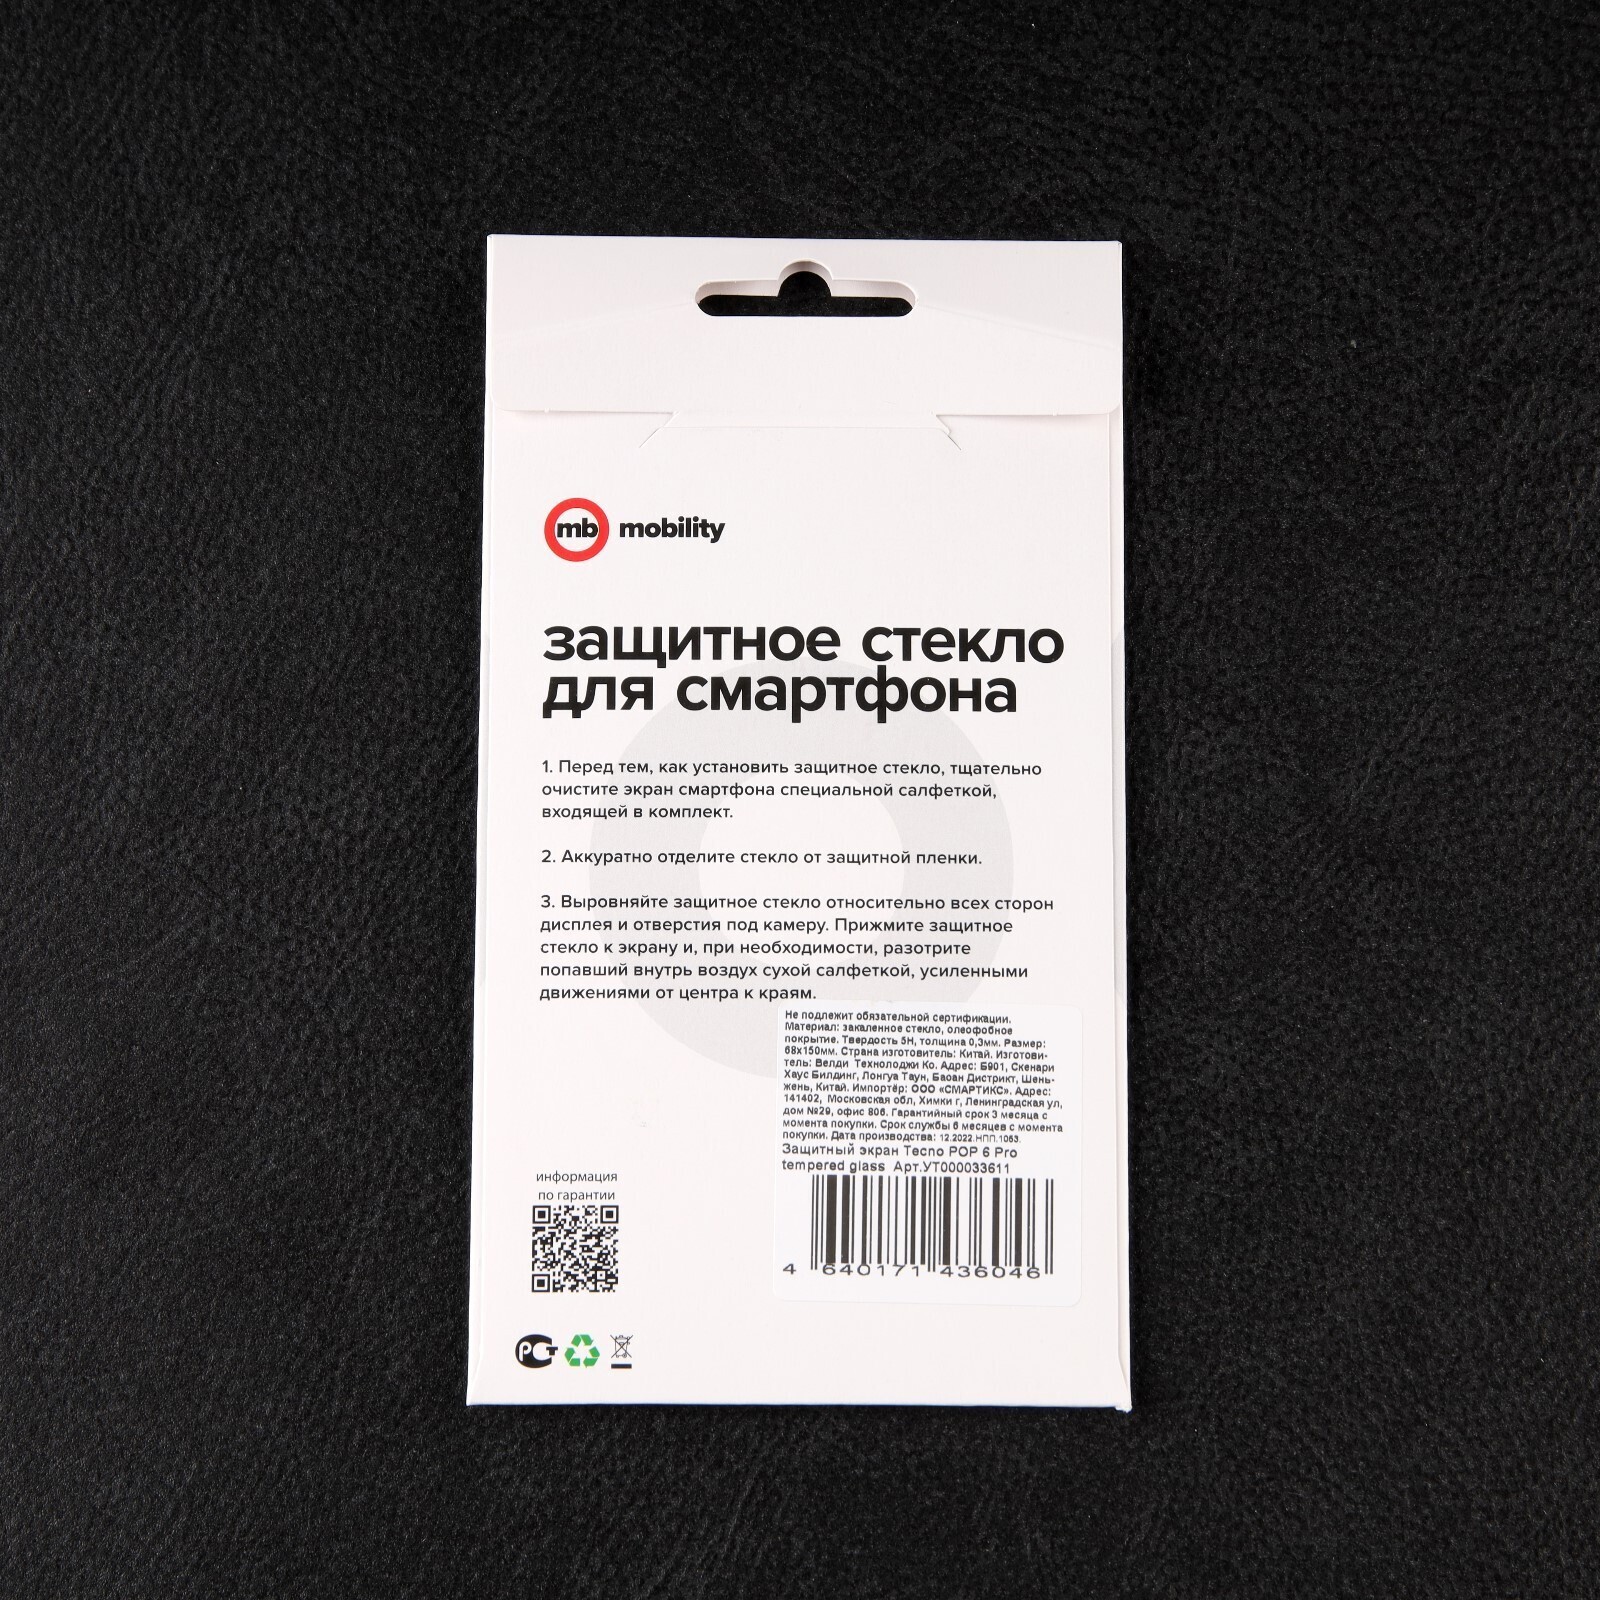 mb mobility
защитное стекло
для смартфона
1. Перед тем, как установить защитное стекло, тщательно
очистите экран смартфона специальной салфеткой,
входящей в комплект.
2. Аккуратно отделите стекло от защитной пленки.
3. Выровняйте защитное стекло относительно всех сторон
дисплея и отверстия под камеру. Прижмите защитное
стекло к экрану и, при необходимости, разотрите
попавший внутрь воздух сухой салфеткой, усиленными
движениями от центра к краям.
Не подлежит обязательной сертификации.
Материал: закаленное стекло, олеофобное
покрытие. Твердость 5H, толщина 0,3мм. Размер:
68x150мм. Страна изготовитель: Китай. Изготови-
тель: Велди Технолоджи Ко. Адрес: Б901, Скенари
Хаус Билдинг, Лонгуа Таун, Баоан Дистрикт, Шень-
жень, Китай. Импортёр: ООО «СМАРТИКС». Адрес:
141402, Московская обл, Химки г, Ленинградская ул,
дом №29, офис 806. Гарантийный срок 3 месяца с
момента покупки. Срок службы 6 месяцев с момента
покупки. Дата производства: 12.2022.НПП.1063.
Защитный экран Tecno POP 6 Pro
tempered glass Арт.УТ000033611
4 640171 436046
информация
по гарантии
РСТ